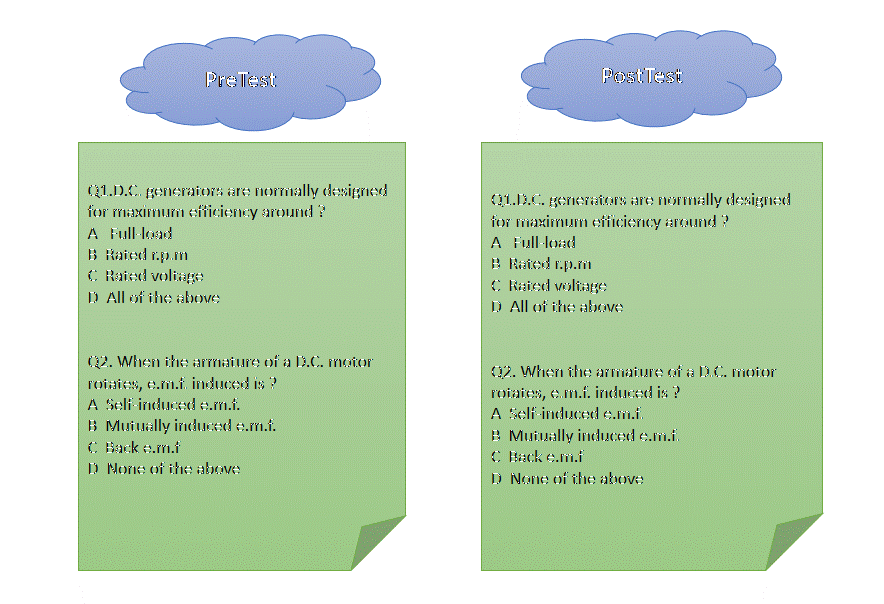 PreTest
Q1.D.C. generators are normally designed
for maximum efficiency around ?
A Full-load
B Rated r.p.m
C Rated voltage
D All of the above
Q2. When the armature of a D.C. motor
rotates, e.m.f. induced is ?
A Self-induced e.m.f.
B Mutually induced e.m.f.
C Back e.m.f
D None of the above
PostTest
Q1.D.C. generators are normally designed
for maximum efficiency around ?
A Full-load
B Rated r.p.m
C Rated voltage
D All of the above
Q2. When the armature of a D.C. motor
rotates, e.m.f. induced is ?
A Self-induced e.m.f.
B Mutually induced e.m.f.
C Back e.m.f
D None of the above